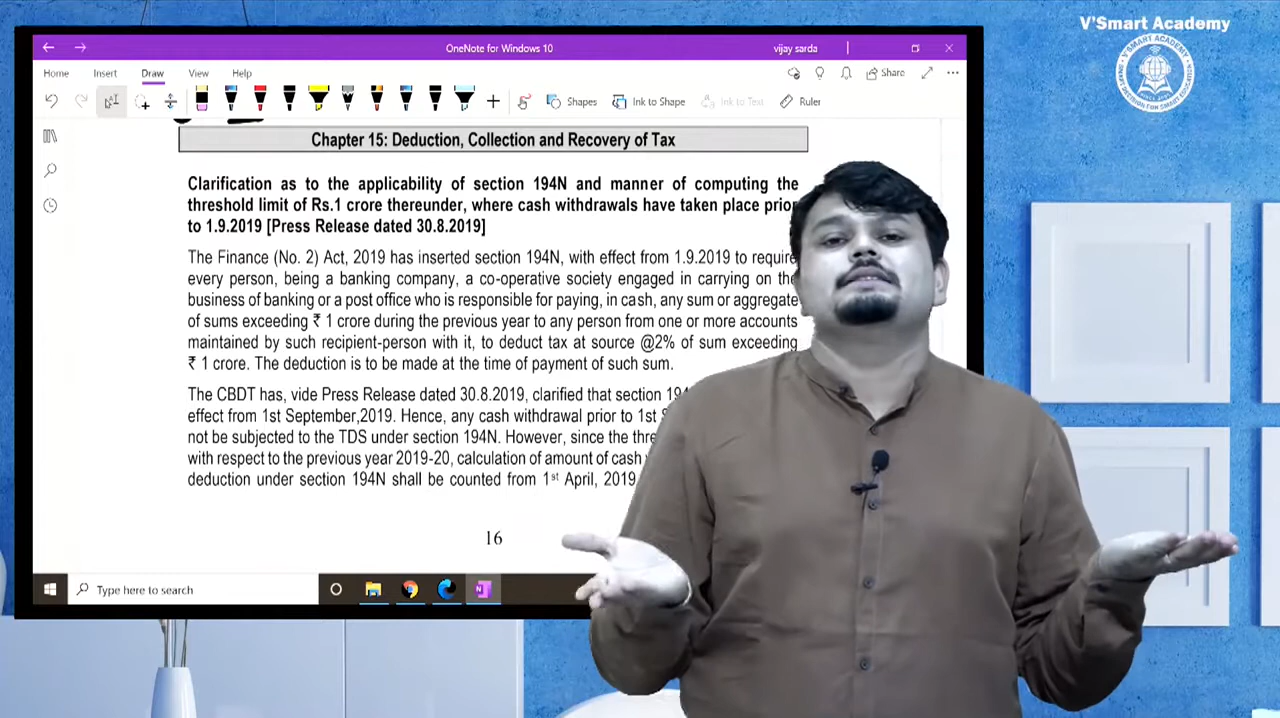 V'Smart Academy
OneNote for Windows 10
vijay sarda
Home Insert Draw View Help
Share
Shapes Ink to Shape Ink to Text Ruler
Chapter 15: Deduction, Collection and Recovery of Tax
Clarification as to the applicability of section 194N and manner of computing the
threshold limit of Rs.1 crore thereunder, where cash withdrawals have taken place prior
to 1.9.2019 [Press Release dated 30.8.2019]
The Finance (No. 2) Act, 2019 has inserted section 194N, with effect from 1.9.2019 to require
every person, being a banking company, a co-operative society engaged in carrying on the
business of banking or a post office who is responsible for paying, in cash, any sum or aggregate
of sums exceeding ₹ 1 crore during the previous year to any person from one or more accounts
maintained by such recipient-person with it, to deduct tax at source @2% of sum exceeding
₹ 1 crore. The deduction is to be made at the time of payment of such sum.
The CBDT has, vide Press Release dated 30.8.2019, clarified that section 194
effect from 1st September,2019. Hence, any cash withdrawal prior to 1st
not be subjected to the TDS under section 194N. However, since the
with respect to the previous year 2019-20, calculation of amount of cash
deduction under section 194N shall be counted from 1st April, 2019
16
Type here to search